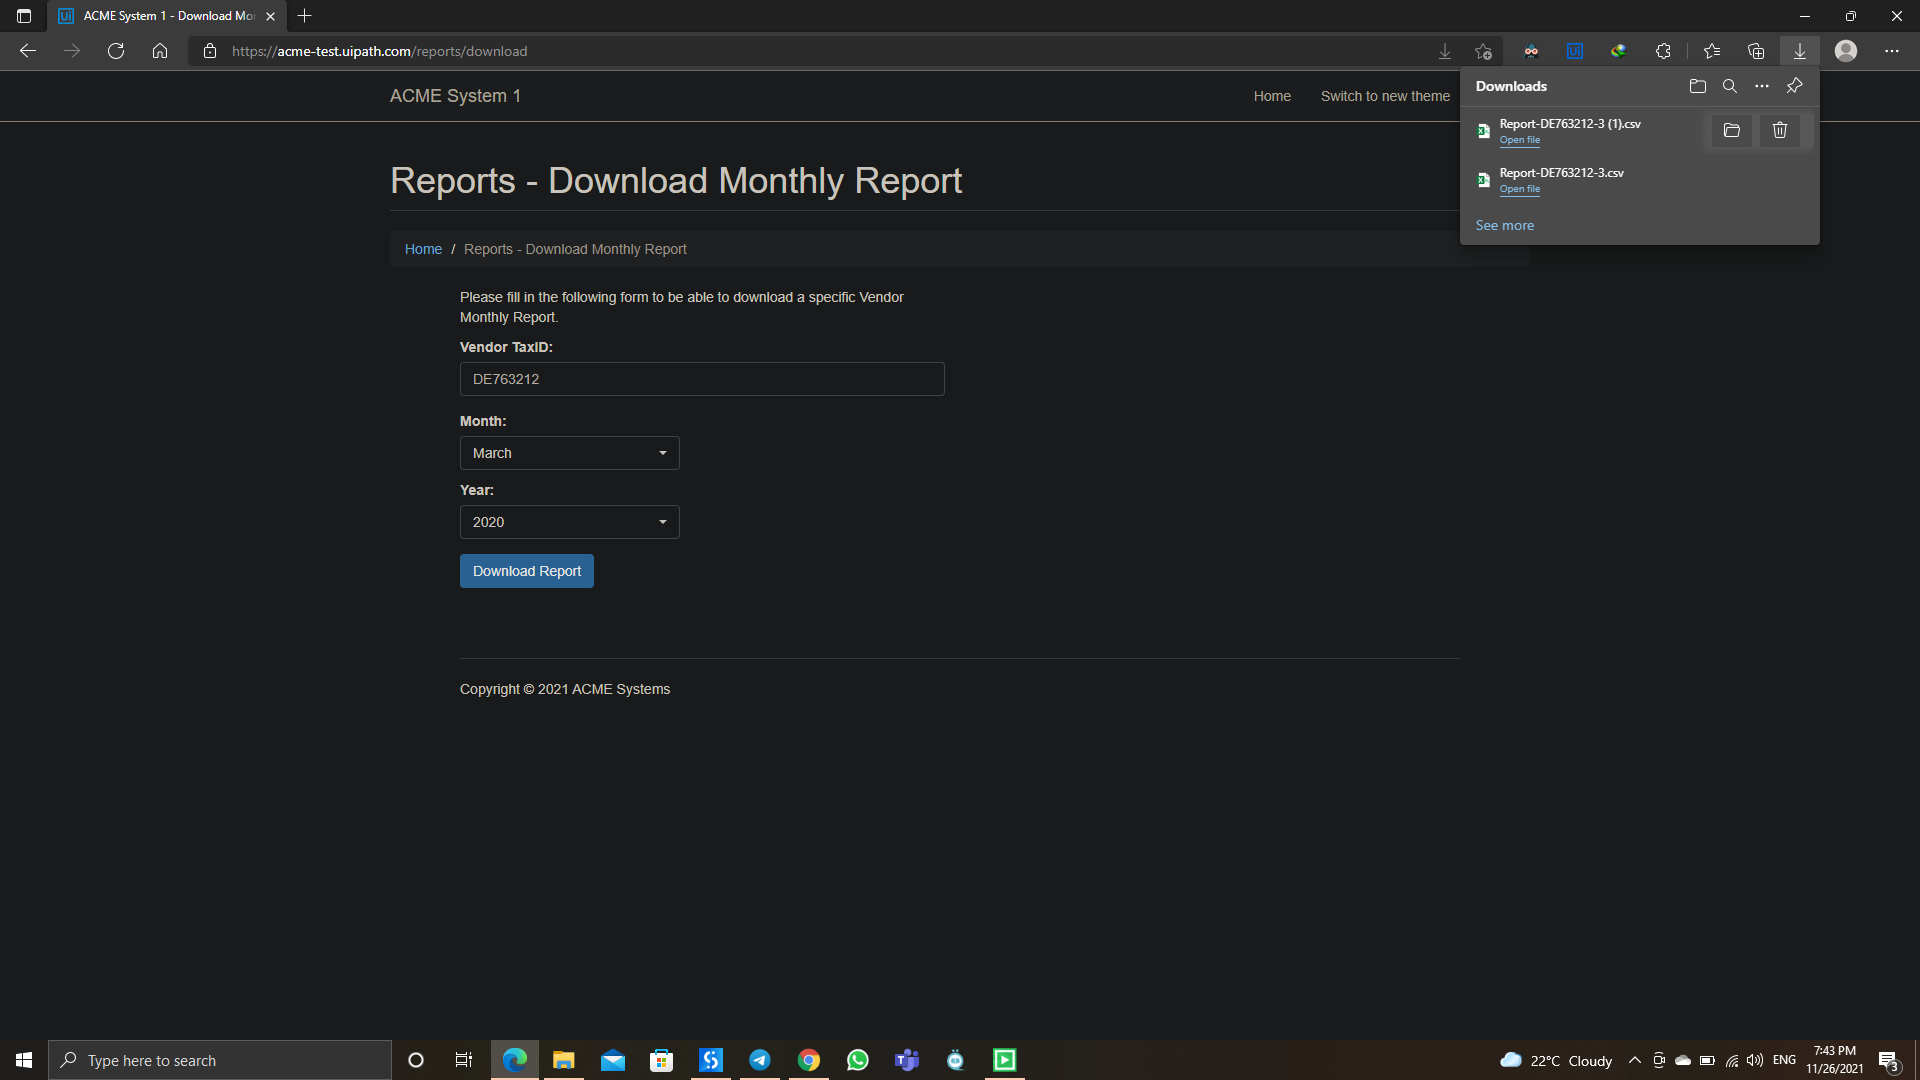 ACME System 1 - Download Mor
https://acme-test.uipath.com/reports/download
ACME System 1
Home
Switch to new theme
Downloads
Report-DE763212-3 (1).csv
Open file
Report-DE763212-3.csv
Open file
See more
Reports - Download Monthly Report
Home / Reports - Download Monthly Report
Please fill in the following form to be able to download a specific Vendor
Monthly Report.
Vendor TaxID:
DE763212
Month:
March
Year:
2020
Download Report
Copyright © 2021 ACME Systems
Type here to search
22°C Cloudy
ENG
7:43 PM
11/26/2021
3